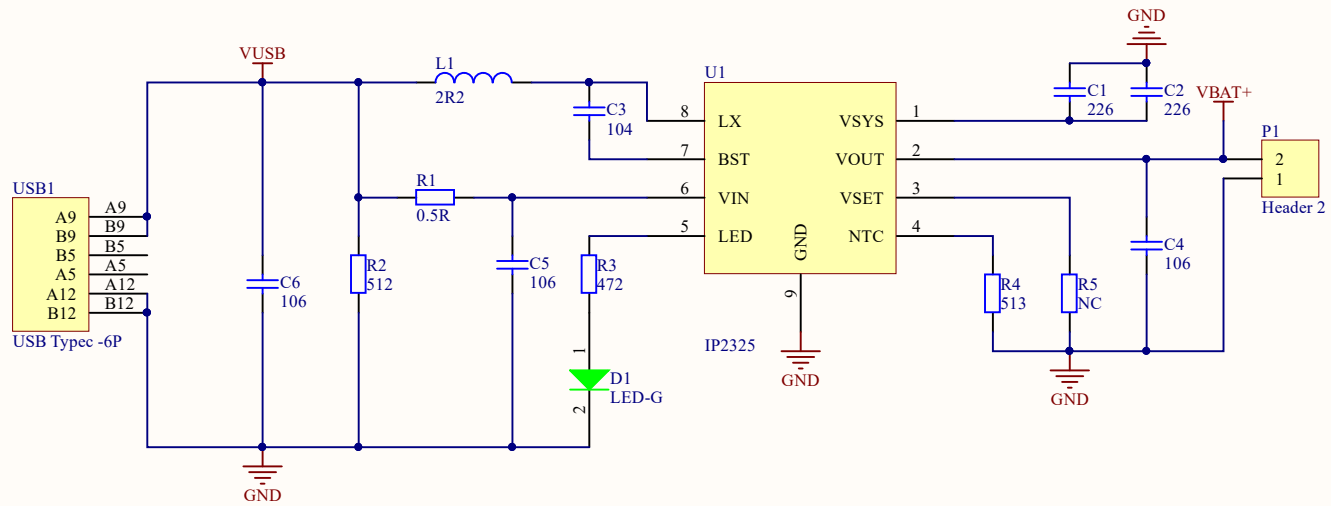 GND
VUSB
L1
2R2
U1
C1
226
C2
226
VBAT+
C3
104
8
LX
VSYS
1
P1
7
BST
VOUT
2
2
1
Header 2
USB1
R1
0.5R
6
VIN
VSET
3
A9
A9
B9
B9
B5
B5
A5
A5
A12
A12
B12
B12
USB Typec -6P
5
LED
GND
NTC
4
C4
106
C6
106
R2
512
C5
106
R3
472
9
R4
513
R5
NC
IP2325
GND
GND
1
D1
LED-G
2
GND